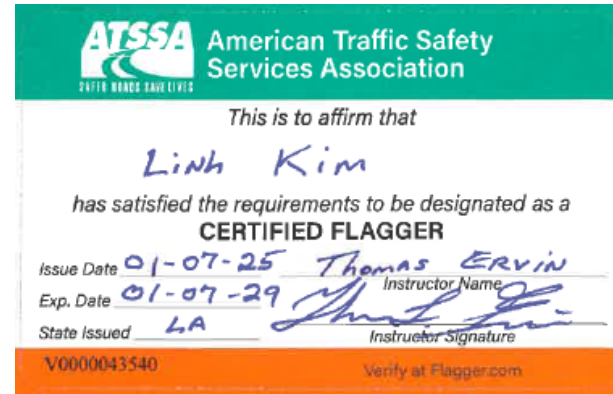 ATSSA
SAFER ROADS SAVE LIVES
American Traffic Safety
Services Association
This is to affirm that
Linh Kim
has satisfied the requirements to be designated as a
CERTIFIED FLAGGER
Issue Date 01-07-25 Thomas Ervin
Instructor Name
Exp. Date 01-07-29
State Issued LA
Instructor Signature
V0000043540 Verify at Flagger.com